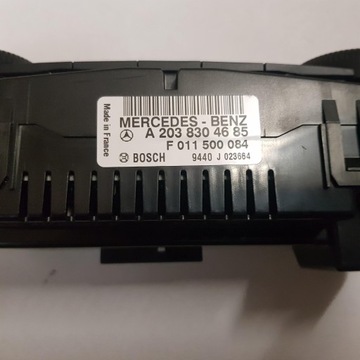 Made in France
MERCEDES - BENZ
A 203 830 46 85
F 011 500 084
BOSCH 9440 J 023664